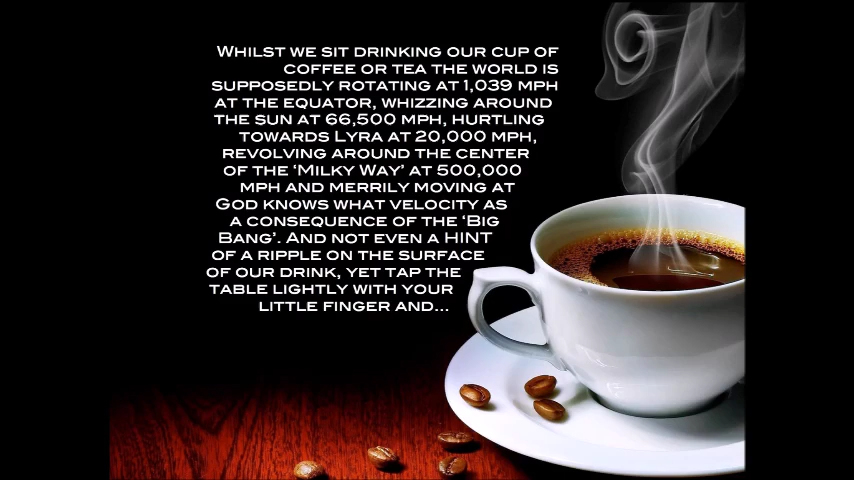 Whilst we sit drinking our cup of
coffee or tea the world is
supposedly rotating at 1,039 mph
at the equator, whizzing around
the sun at 66,500 mph, hurtling
towards Lyra at 20,000 mph,
revolving around the center
of the ‘Milky Way’ at 500,000
mph and merrily moving at
God knows what velocity as
a consequence of the ‘Big
Bang’. And not even a HINT
of a ripple on the surface
of our drink, yet tap the
table lightly with your
little finger and...